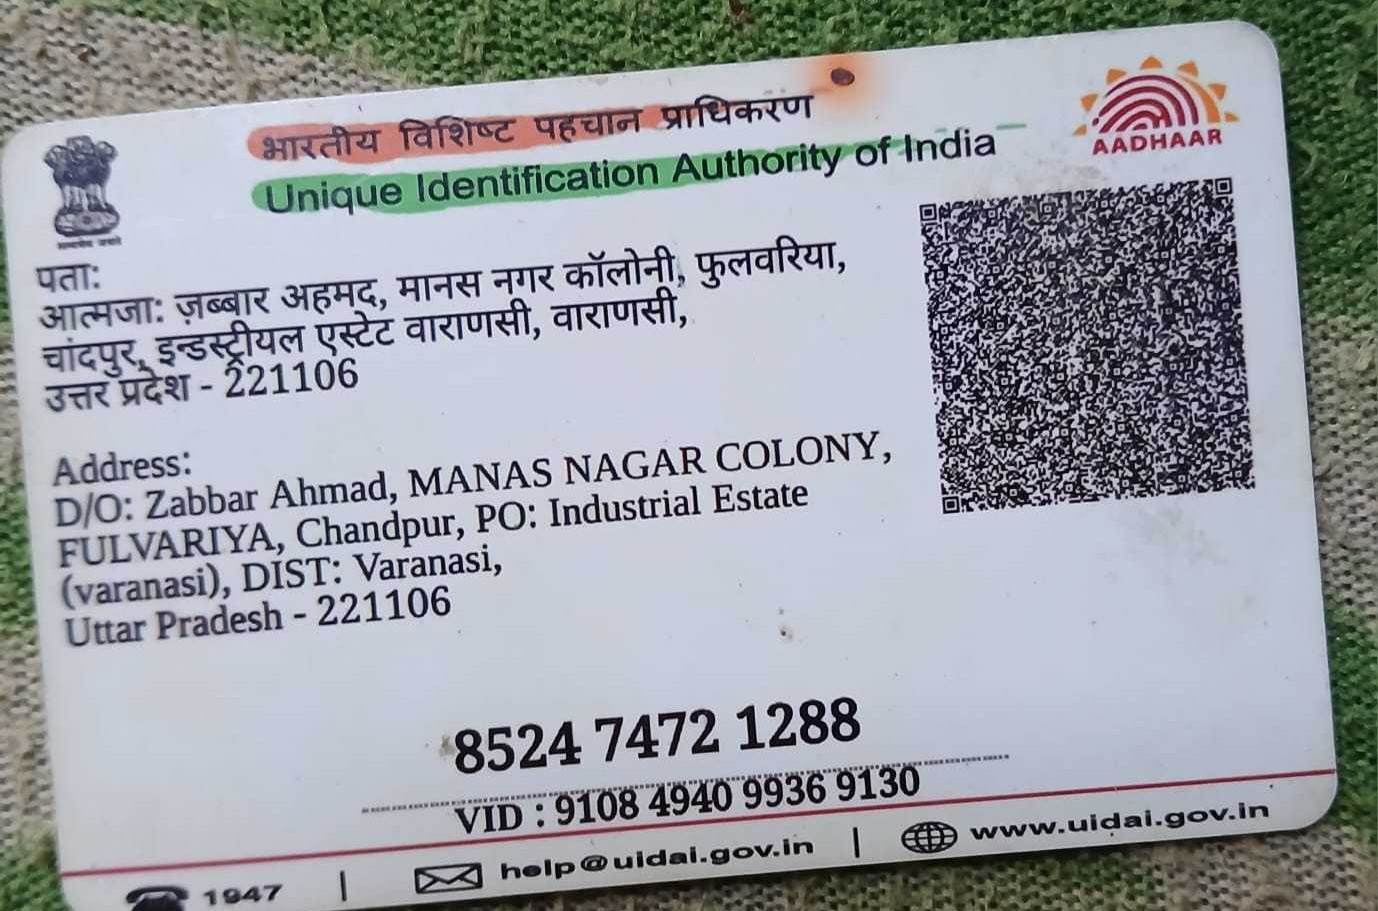 भारतीय विशिष्ट पहचान प्राधिकरण
Unique Identification Authority of India
AADHAAR
पता:
आत्मजा: ज़ब्बार अहमद, मानस नगर कॉलोनी, फुलवरिया,
चांदपुर, इन्डस्ट्रीयल एस्टेट वाराणसी, वाराणसी,
उत्तर प्रदेश - 221106
Address:
D/O: Zabbar Ahmad, MANAS NAGAR COLONY,
FULVARIYA, Chandpur, PO: Industrial Estate
(varanasi), DIST: Varanasi,
Uttar Pradesh - 221106
8524 7472 1288
VID : 9108 4940 9936 9130
1947 | help@uidai.gov.in | www.uidai.gov.in